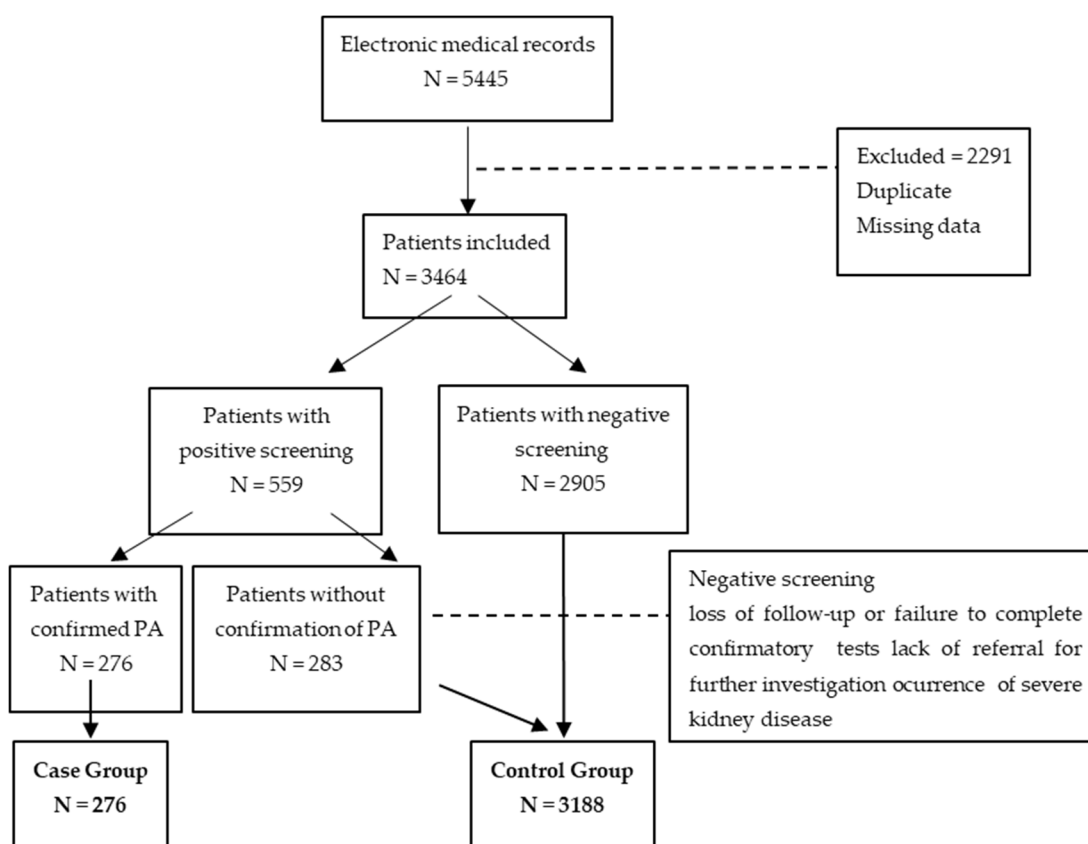 Electronic medical records
N = 5445
Excluded = 2291
Duplicate
Missing data
Patients included
N = 3464
Patients with
positive screening
N = 559
Patients with negative
screening
N = 2905
Patients with
confirmed PA
N = 276
Patients without
confirmation of PA
N = 283
Negative screening
loss of follow-up or failure to complete
confirmatory tests lack of referral for
further investigation ocurrence of severe
kidney disease
Case Group
N = 276
Control Group
N = 3188